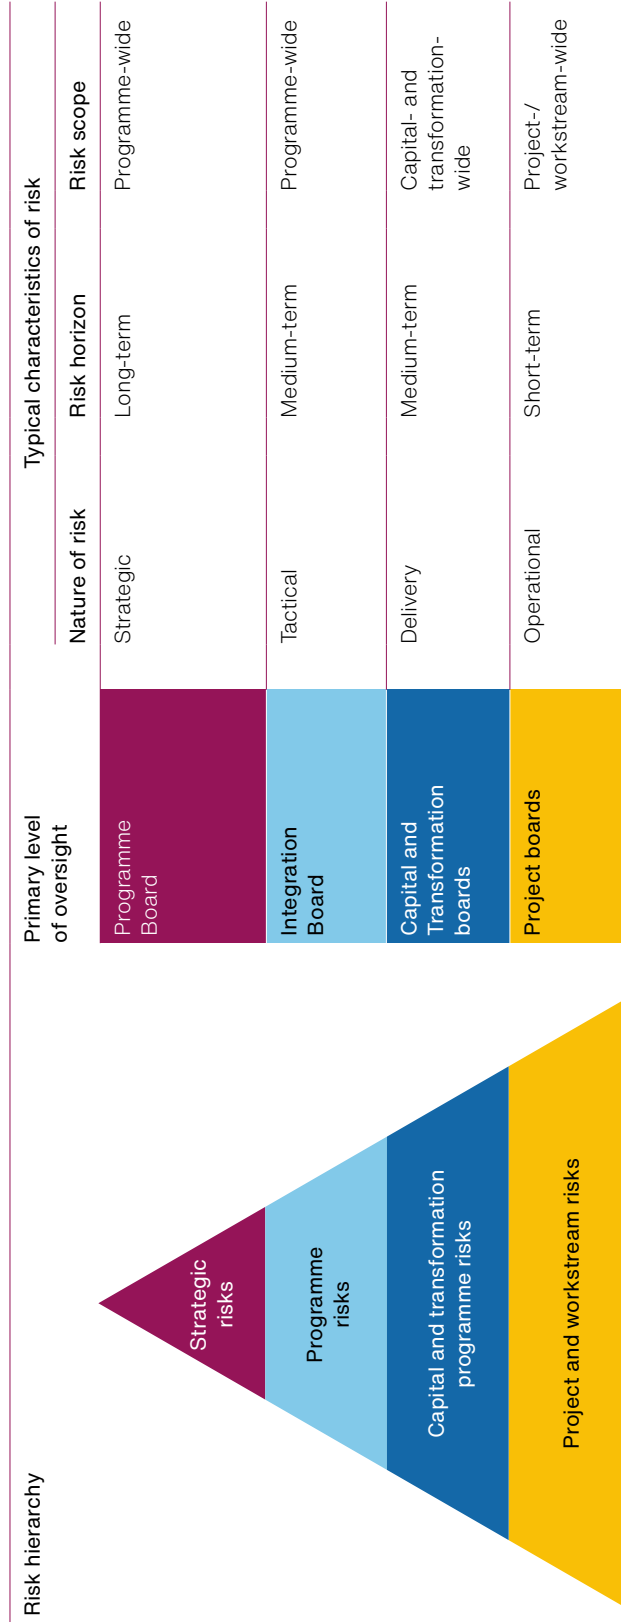 Risk hierarchy
Primary level
of oversight
Typical characteristics of risk
Nature of risk
Risk horizon
Risk scope
Strategic
risks
Programme
Board
Strategic
Long-term
Programme-wide
Programme
risks
Integration
Board
Tactical
Medium-term
Programme-wide
Capital and transformation
programme risks
Capital and
Transformation
boards
Delivery
Medium-term
Capital- and
transformation-
wide
Project and workstream risks
Project boards
Operational
Short-term
Project-/
workstream-wide